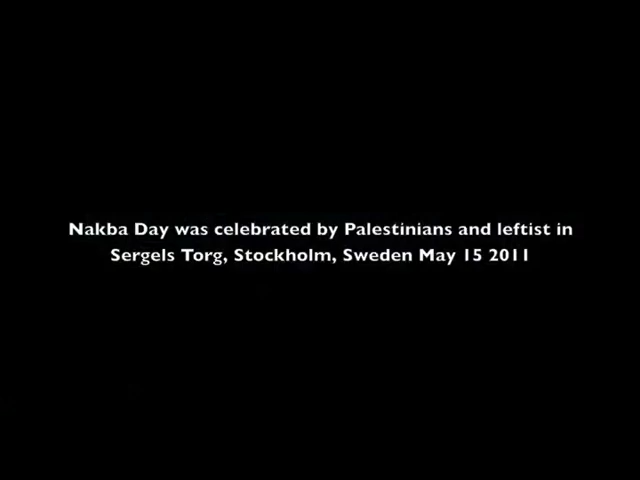 Nakba Day was celebrated by Palestinians and leftist in
Sergels Torg, Stockholm, Sweden May 15 2011